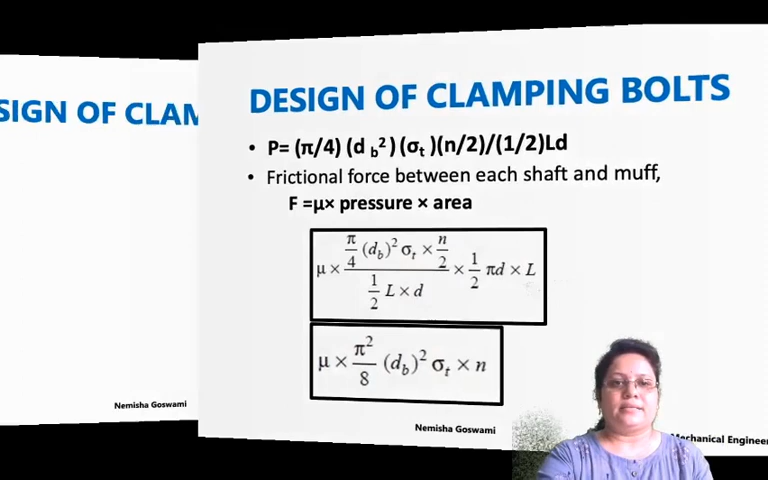 SIGN OF CLAM
Nemisha Goswami
DESIGN OF CLAMPING BOLTS
• P= (π/4) (d b²) (σt )(n/2)/(1/2)Ld
• Frictional force between each shaft and muff,
F =μ× pressure × area
μ × π/4 (db)² σt × n/2 / 1/2 L × d × 1/2 πd × L
μ × π²/8 (db)² σt × n
Nemisha Goswami
Mechanical Engineer